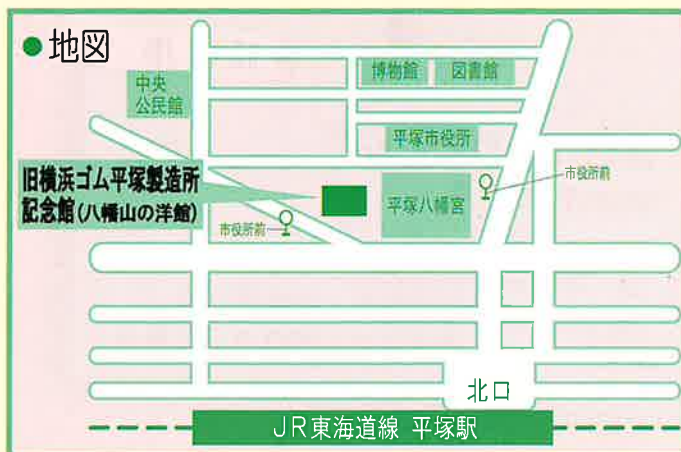 ●地図
中央
公民館
博物館
図書館
平塚市役所
旧横浜ゴム平塚製造所
記念館(八幡山の洋館)
平塚八幡宮
市役所前
市役所前
北口
JR東海道線 平塚駅